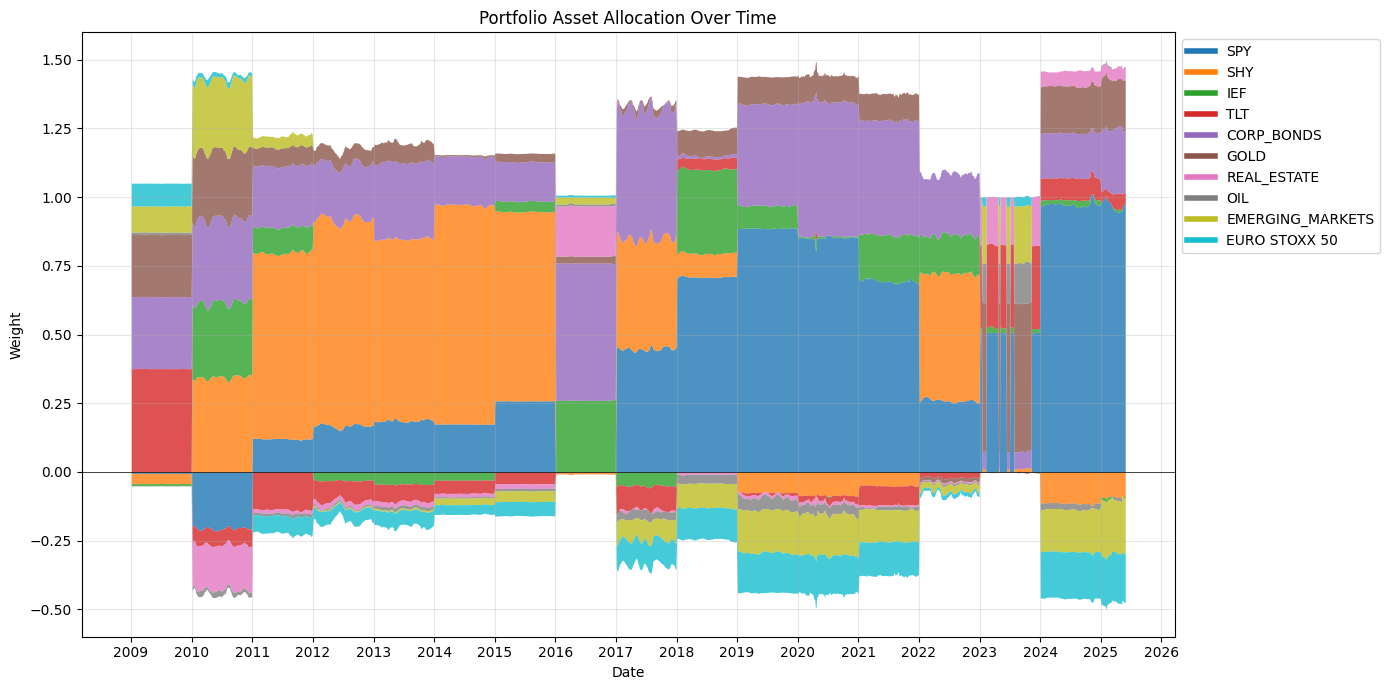 Portfolio Asset Allocation Over Time
Weight
1.50
1.25
1.00
0.75
0.50
0.25
0.00
−0.25
−0.50
2009 2010 2011 2012 2013 2014 2015 2016 2017 2018 2019 2020 2021 2022 2023 2024 2025 2026
Date
SPY
SHY
IEF
TLT
CORP_BONDS
GOLD
REAL_ESTATE
OIL
EMERGING_MARKETS
EURO STOXX 50